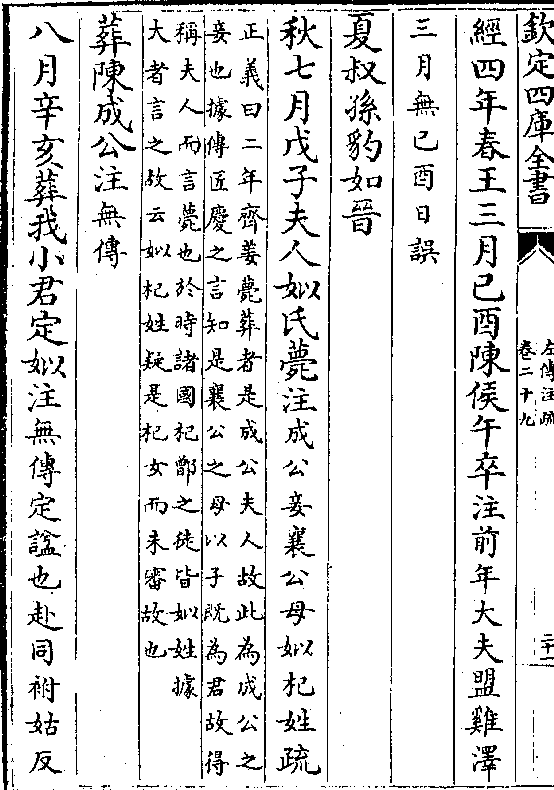 欽定四庫全書
左傳注疏
卷二十九
二十一
經四年春王三月己酉陳侯午卒注前年大夫盟雞澤
三月無己酉日誤
夏叔孫豹如晉
秋七月戊子夫人姒氏薨注成公妾襄公母姒杞姓疏
正義曰二年齊姜薨葬者是成公夫人故此為成公之
妾也據傳匠慶之言知是襄公之母以子既為君故得
稱夫人而言薨也於時諸國杞鄫之徒皆姒姓據
大者言之故云姒杞姓疑是杞女而未審故也
葬陳成公注無傳
八月辛亥葬我小君定姒注無傳定諡也赴同祔姑反